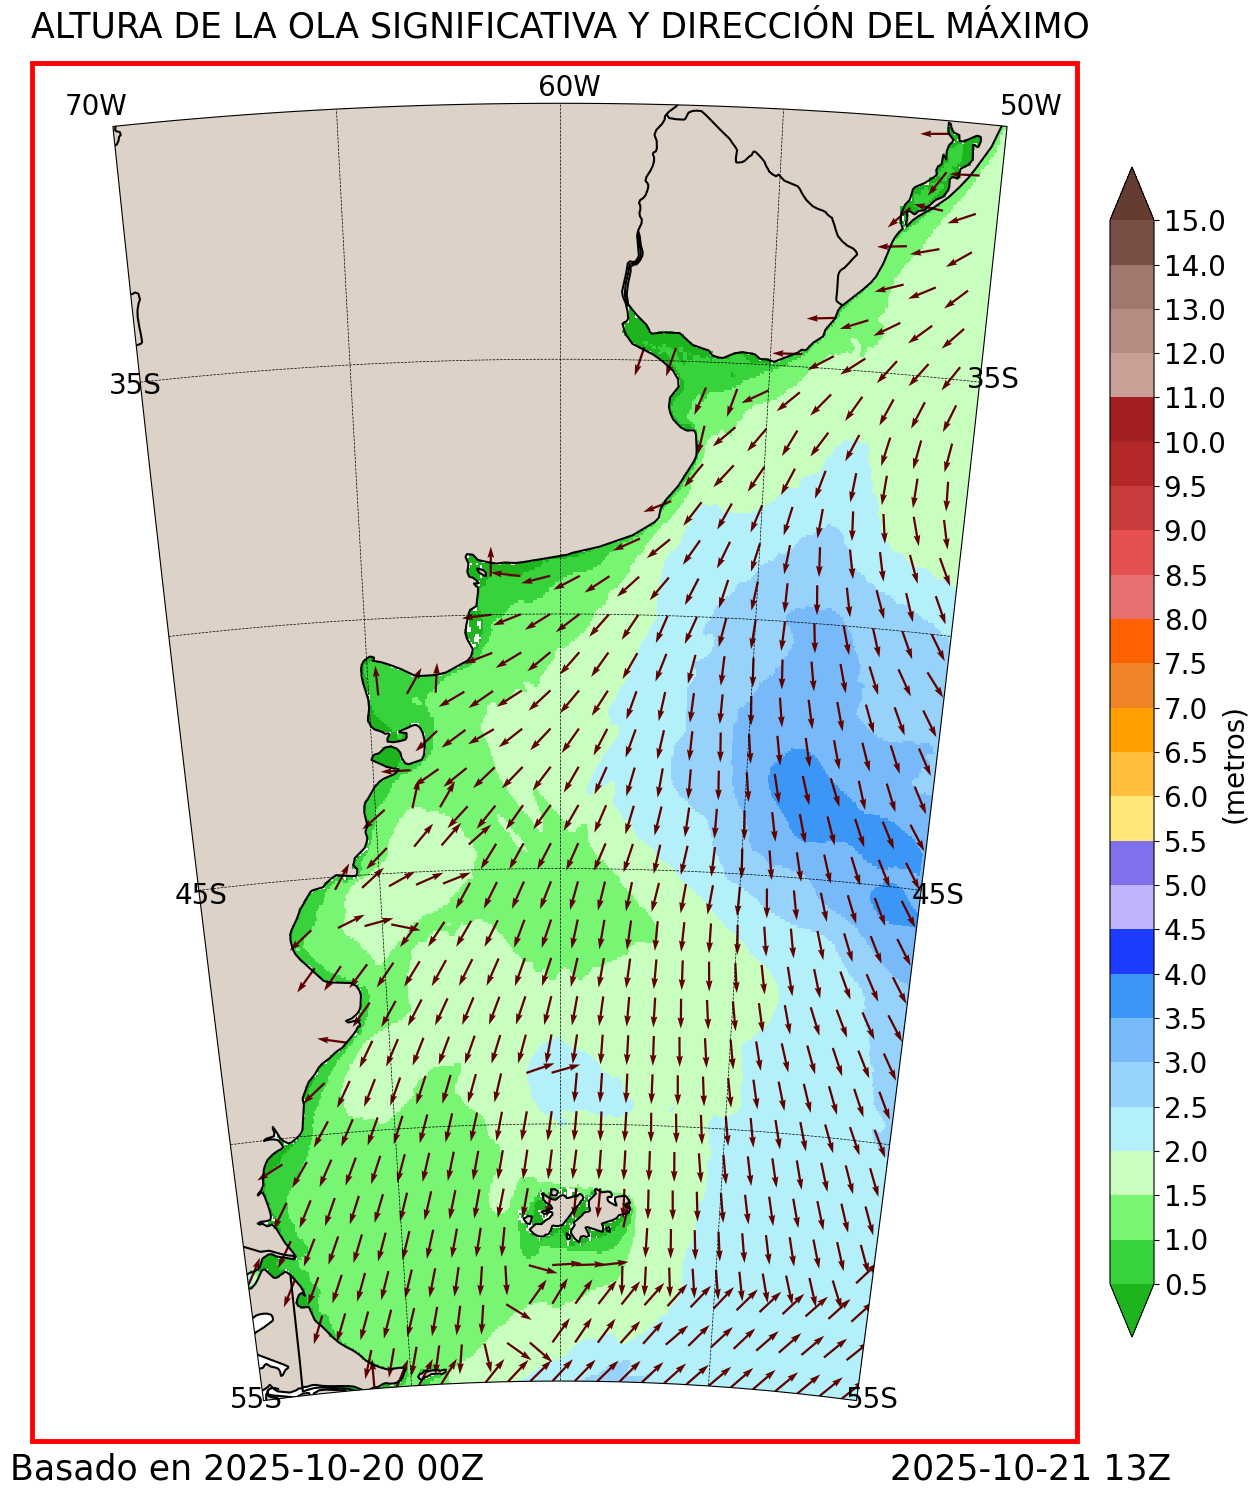 ALTURA DE LA OLA SIGNIFICATIVA Y DIRECCIÓN DEL MÁXIMO
70W
60W
50W
35S
35S
45S
45S
55S
55S
15.0
14.0
13.0
12.0
11.0
10.0
9.5
9.0
8.5
8.0
7.5
7.0
6.5
6.0
5.5
5.0
4.5
4.0
3.5
3.0
2.5
2.0
1.5
1.0
0.5
(metros)
Basado en 2025-10-20 00Z
2025-10-21 13Z